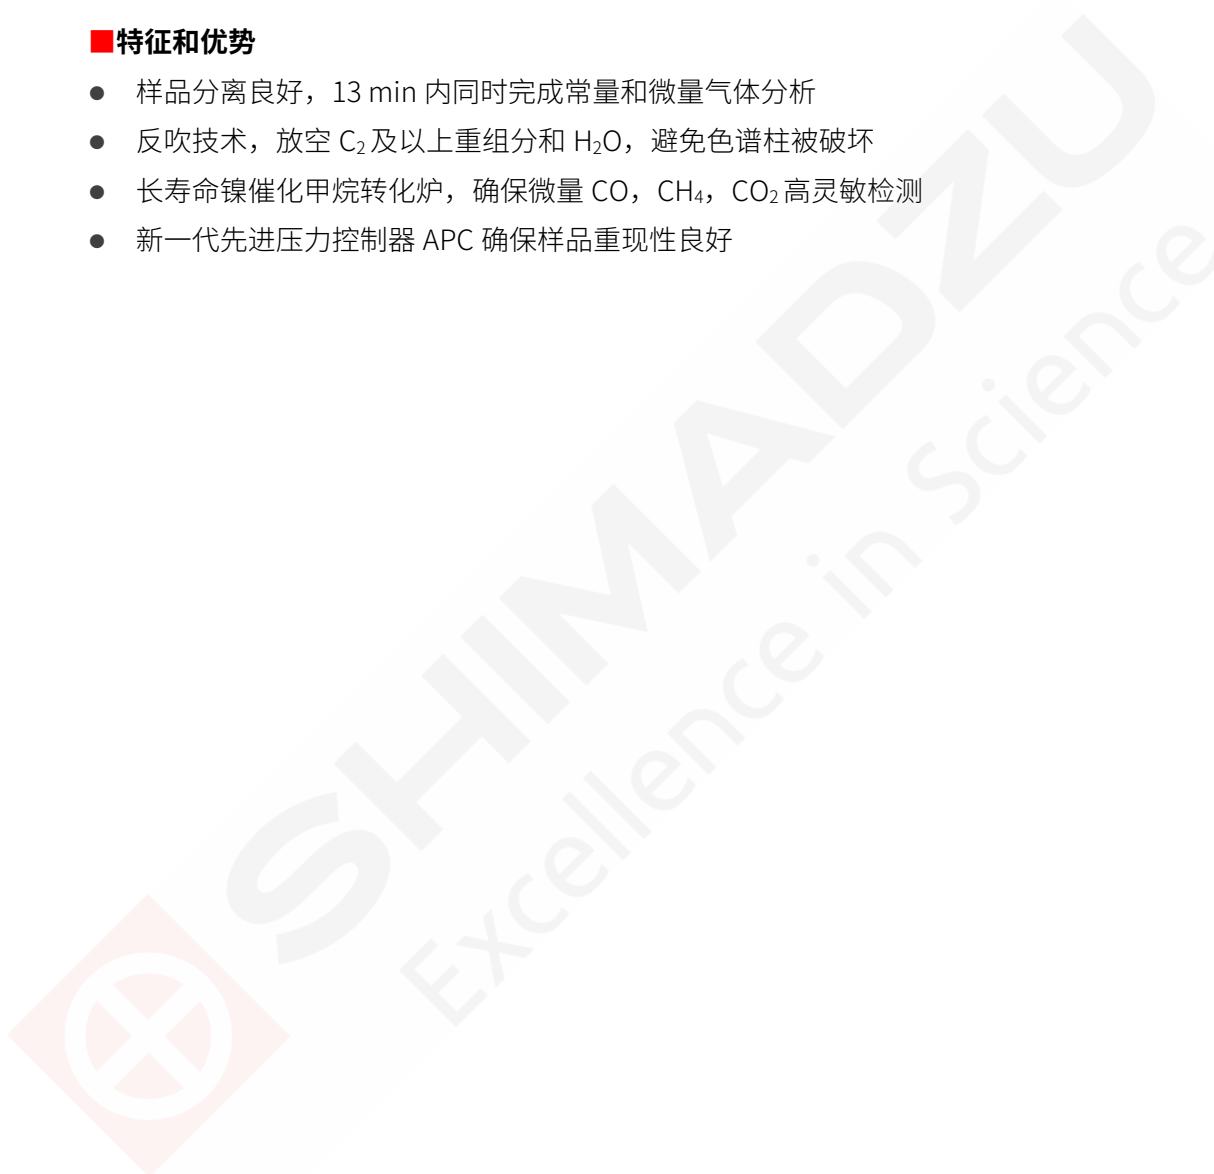 ■特征和优势
● 样品分离良好，13 min 内同时完成常量和微量气体分析
● 反吹技术，放空 C₂ 及以上重组分和 H₂O，避免色谱柱被破坏
● 长寿命镍催化甲烷转化炉，确保微量 CO，CH₄，CO₂ 高灵敏检测
● 新一代先进压力控制器 APC 确保样品重现性良好
SHIMADZU
Excellence in Science